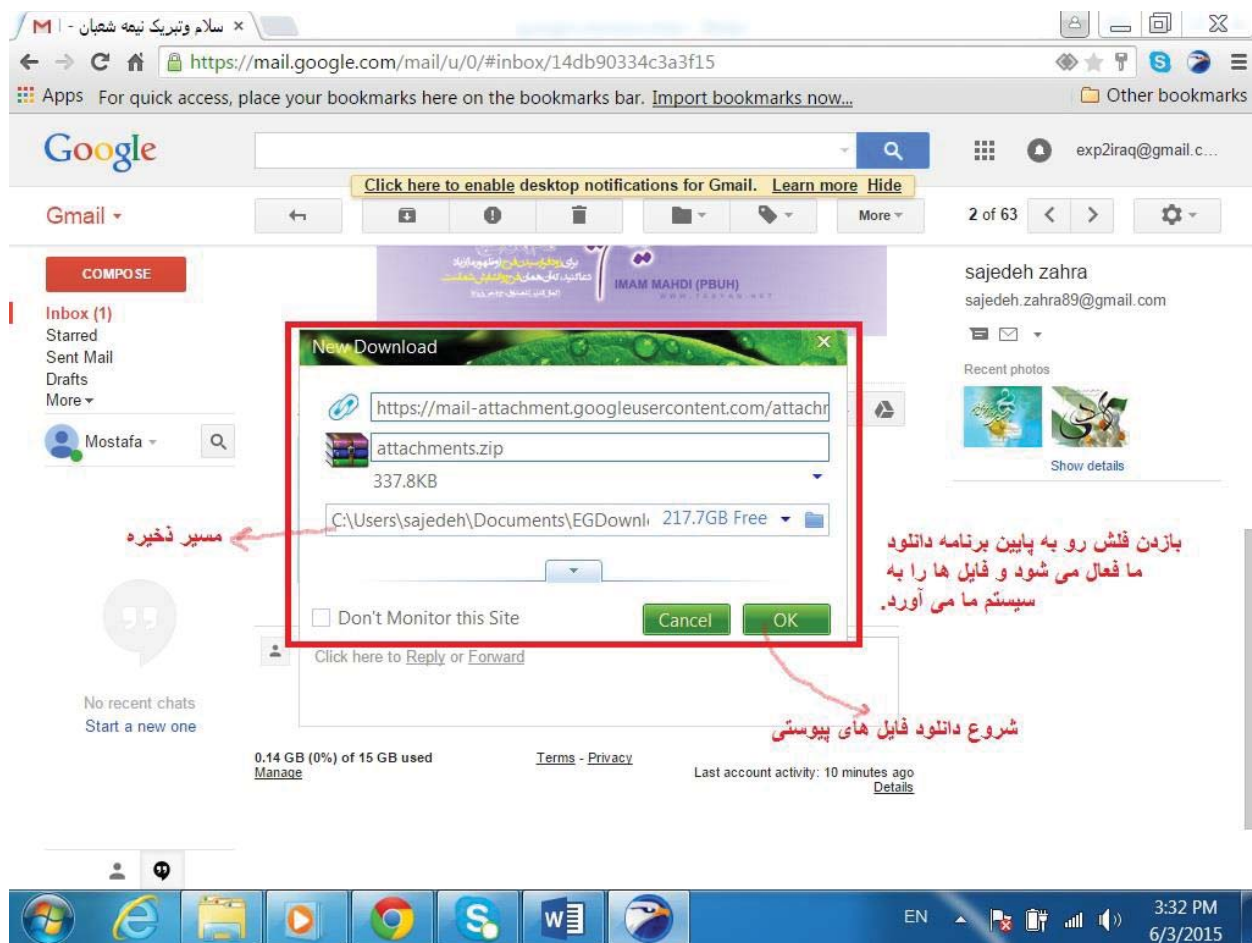 سلام وتبریک نیمه شعبان -
https://mail.google.com/mail/u/0/#inbox/14db90334c3a3f15
Apps For quick access, place your bookmarks here on the bookmarks bar. Import bookmarks now... Other bookmarks
Google
exp2iraq@gmail.c...
Click here to enable desktop notifications for Gmail. Learn more Hide
Gmail
More
2 of 63
COMPOSE
Inbox (1)
Starred
Sent Mail
Drafts
More
Mostafa
IMAM MAHDI (PBUH)
sajedeh zahra
sajedeh.zahra89@gmail.com
Recent photos
Show details
New Download
https://mail-attachment.googleusercontent.com/attachr
attachments.zip
337.8KB
C:\Users\sajedeh\Documents\EGDownl 217.7GB Free
Don't Monitor this Site
Cancel
OK
مسیر ذخیره
بازدن فلش رو به پایین برنامه دانلود
ما فعال می شود و فایل ها را به
سیستم ما می آورد.
Click here to Reply or Forward
شروع دانلود فایل های پیوستی
No recent chats
Start a new one
0.14 GB (0%) of 15 GB used
Manage
Terms - Privacy
Last account activity: 10 minutes ago
Details
EN
3:32 PM
6/3/2015